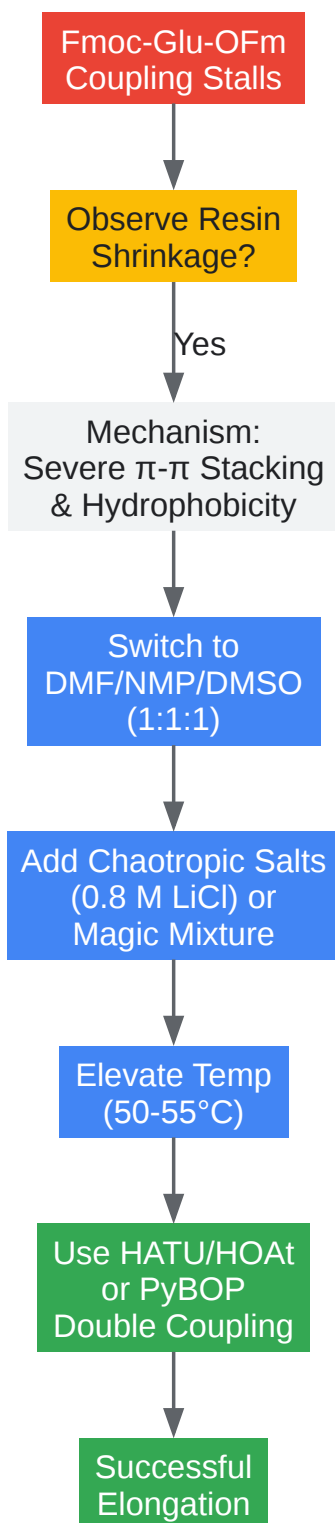 Fmoc-Glu-OFm
Coupling Stalls
Observe Resin
Shrinkage?
Yes
Mechanism:
Severe π-π Stacking
& Hydrophobicity
Switch to
DMF/NMP/DMSO
(1:1:1)
Add Chaotropic Salts
(0.8 M LiCl) or
Magic Mixture
Elevate Temp
(50-55°C)
Use HATU/HOAt
or PyBOP
Double Coupling
Successful
Elongation